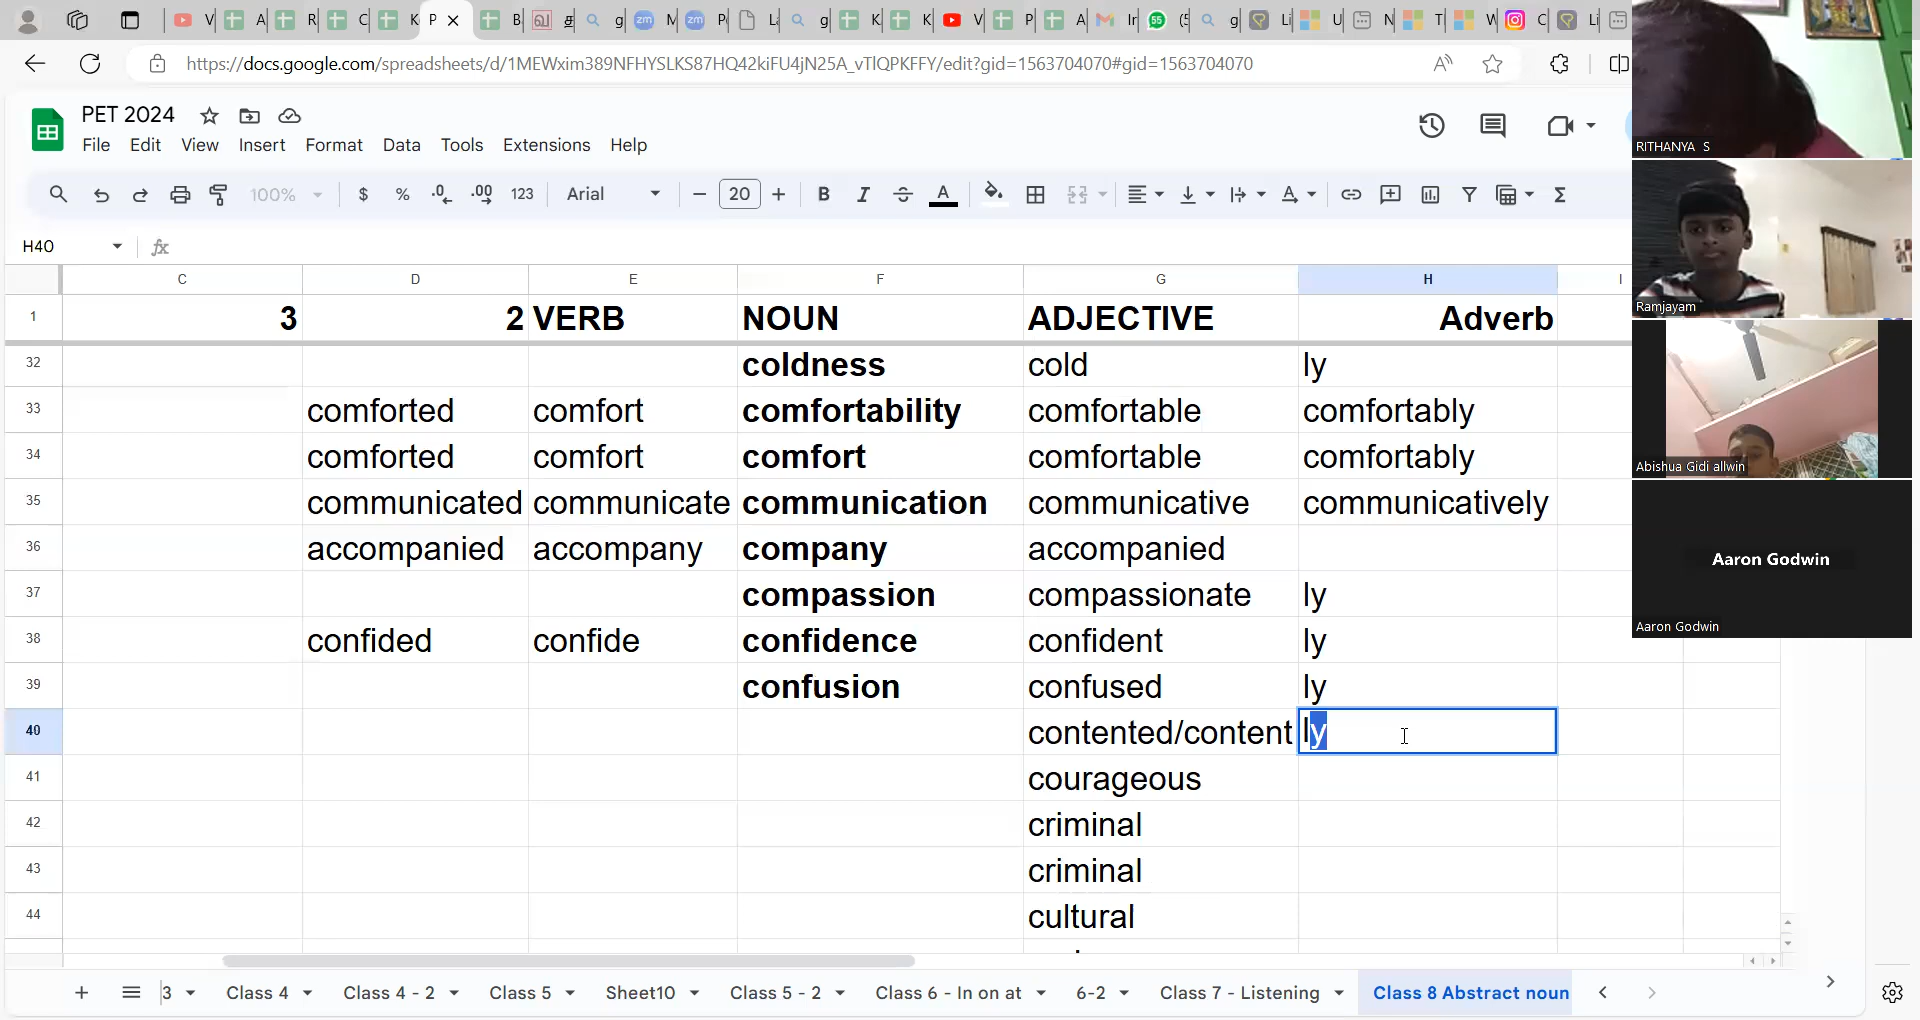 https://docs.google.com/spreadsheets/d/1MEWxim389NFHYSLKS87HQ42kiFU4jN25A_vTlQPKFFY/edit?gid=1563704070#gid=1563704070
PET 2024
File Edit View Insert Format Data Tools Extensions Help
100% $ % .0 .00 123 Arial 20 B I A
H40 fx
C D E F G H I
1 3 2 VERB NOUN ADJECTIVE Adverb
32 coldness cold ly
33 comforted comfort comfortability comfortable comfortably
34 comforted comfort comfort comfortable comfortably
35 communicated communicate communication communicative communicatively
36 accompanied accompany company accompanied
37 compassion compassionate ly
38 confided confide confidence confident ly
39 confusion confused ly
40 contented/content ly
41 courageous
42 criminal
43 criminal
44 cultural
3 Class 4 Class 4 - 2 Class 5 Sheet10 Class 5 - 2 Class 6 - In on at 6-2 Class 7 - Listening Class 8 Abstract noun
RITHANYA S
Ramjayam
Abishua Gidi allwin
Aaron Godwin
Aaron Godwin